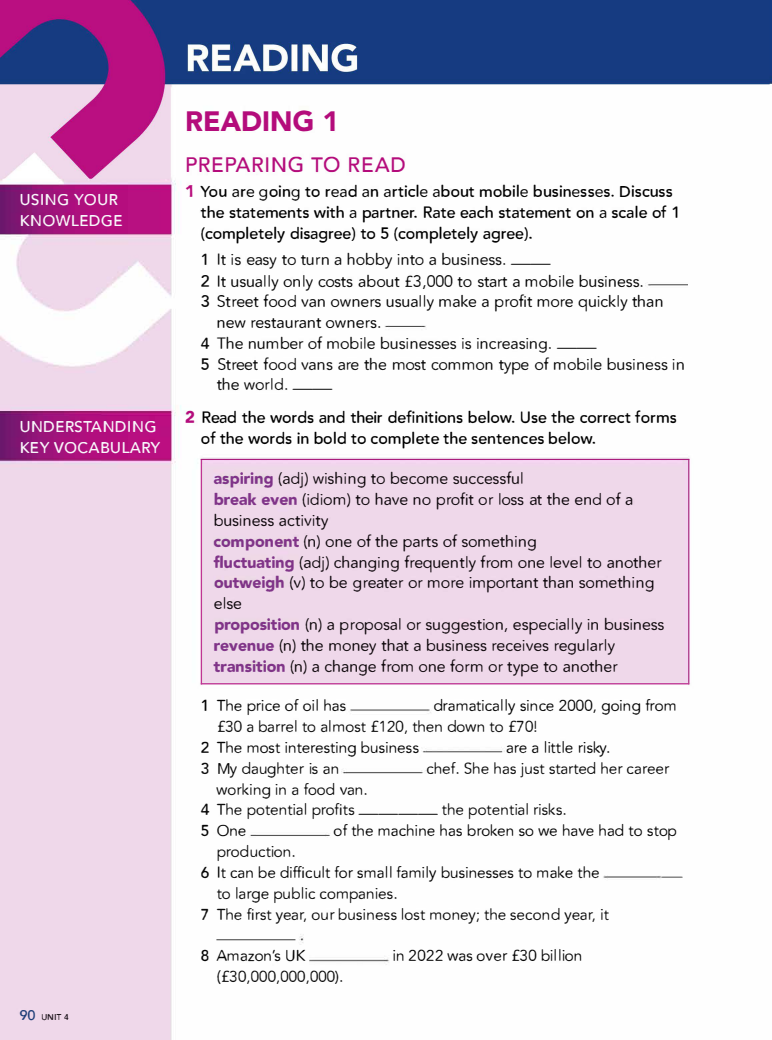 READING
READING 1
PREPARING TO READ
USING YOUR
KNOWLEDGE
1 You are going to read an article about mobile businesses. Discuss
the statements with a partner. Rate each statement on a scale of 1
(completely disagree) to 5 (completely agree).
1 It is easy to turn a hobby into a business. _____
2 It usually only costs about £3,000 to start a mobile business. _____
3 Street food van owners usually make a profit more quickly than
new restaurant owners. _____
4 The number of mobile businesses is increasing. _____
5 Street food vans are the most common type of mobile business in
the world. _____
UNDERSTANDING
KEY VOCABULARY
2 Read the words and their definitions below. Use the correct forms
of the words in bold to complete the sentences below.
aspiring (adj) wishing to become successful
break even (idiom) to have no profit or loss at the end of a
business activity
component (n) one of the parts of something
fluctuating (adj) changing frequently from one level to another
outweigh (v) to be greater or more important than something
else
proposition (n) a proposal or suggestion, especially in business
revenue (n) the money that a business receives regularly
transition (n) a change from one form or type to another
1 The price of oil has __________ dramatically since 2000, going from
£30 a barrel to almost £120, then down to £70!
2 The most interesting business __________ are a little risky.
3 My daughter is an __________ chef. She has just started her career
working in a food van.
4 The potential profits __________ the potential risks.
5 One __________ of the machine has broken so we have had to stop
production.
6 It can be difficult for small family businesses to make the __________
to large public companies.
7 The first year, our business lost money; the second year, it
__________ .
8 Amazon's UK __________ in 2022 was over £30 billion
(£30,000,000,000).
90 UNIT 4